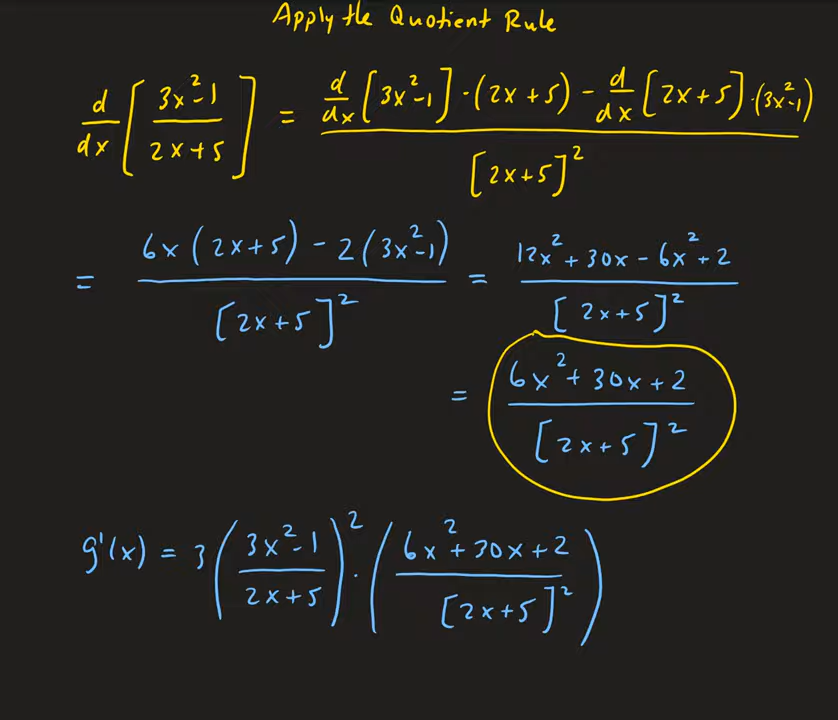 Apply the Quotient Rule
d/dx [ (3x²-1)/(2x+5) ] = ( d/dx [3x²-1] · (2x+5) - d/dx [2x+5] · (3x²-1) ) / [2x+5]²
= ( 6x(2x+5) - 2(3x²-1) ) / [2x+5]² = ( 12x² + 30x - 6x² + 2 ) / [2x+5]²
= ( 6x² + 30x + 2 ) / [2x+5]²
g'(x) = 3 ( (3x²-1)/(2x+5) )² · ( (6x² + 30x + 2) / [2x+5]² )